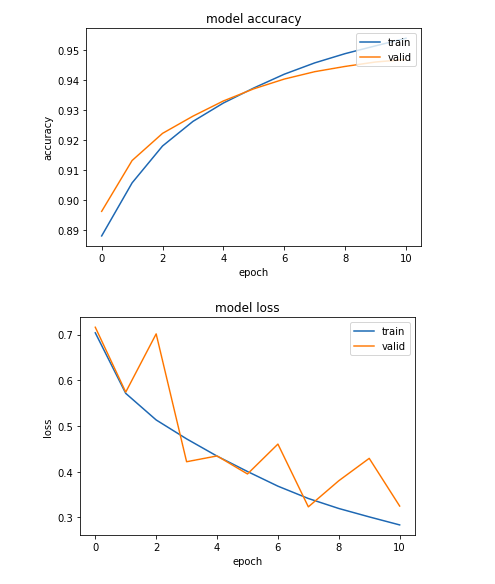 model accuracy
train
valid
0.95
0.94
0.93
0.92
0.91
0.90
0.89
accuracy
0 2 4 6 8 10
epoch
model loss
train
valid
0.7
0.6
0.5
0.4
0.3
loss
0 2 4 6 8 10
epoch